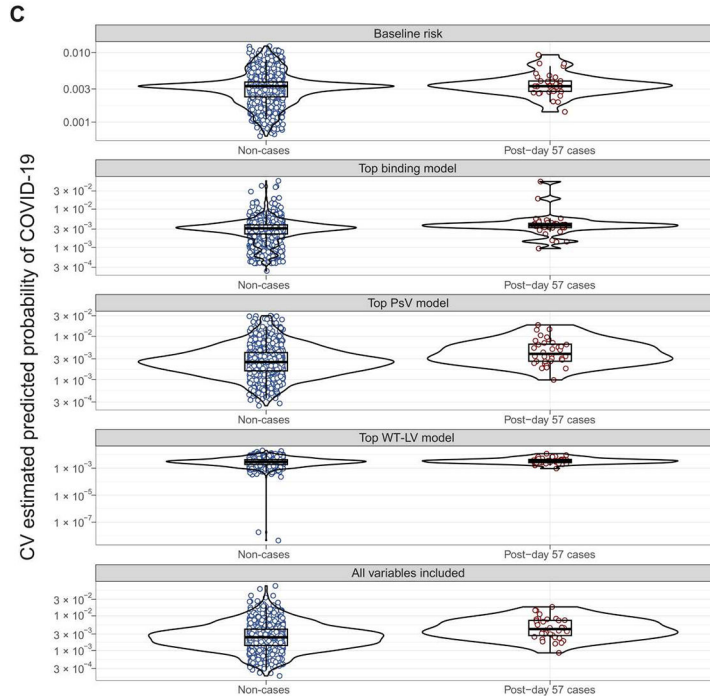 C
CV estimated predicted probability of COVID-19
Baseline risk
0.010
0.003
0.001
Non-cases Post-day 57 cases
Top binding model
3 × 10⁻²
1 × 10⁻²
3 × 10⁻³
1 × 10⁻³
3 × 10⁻⁴
Non-cases Post-day 57 cases
Top PsV model
3 × 10⁻²
1 × 10⁻²
3 × 10⁻³
1 × 10⁻³
3 × 10⁻⁴
Non-cases Post-day 57 cases
Top WT-LV model
1 × 10⁻³
1 × 10⁻⁵
1 × 10⁻⁷
Non-cases Post-day 57 cases
All variables included
3 × 10⁻²
1 × 10⁻²
3 × 10⁻³
1 × 10⁻³
3 × 10⁻⁴
Non-cases Post-day 57 cases